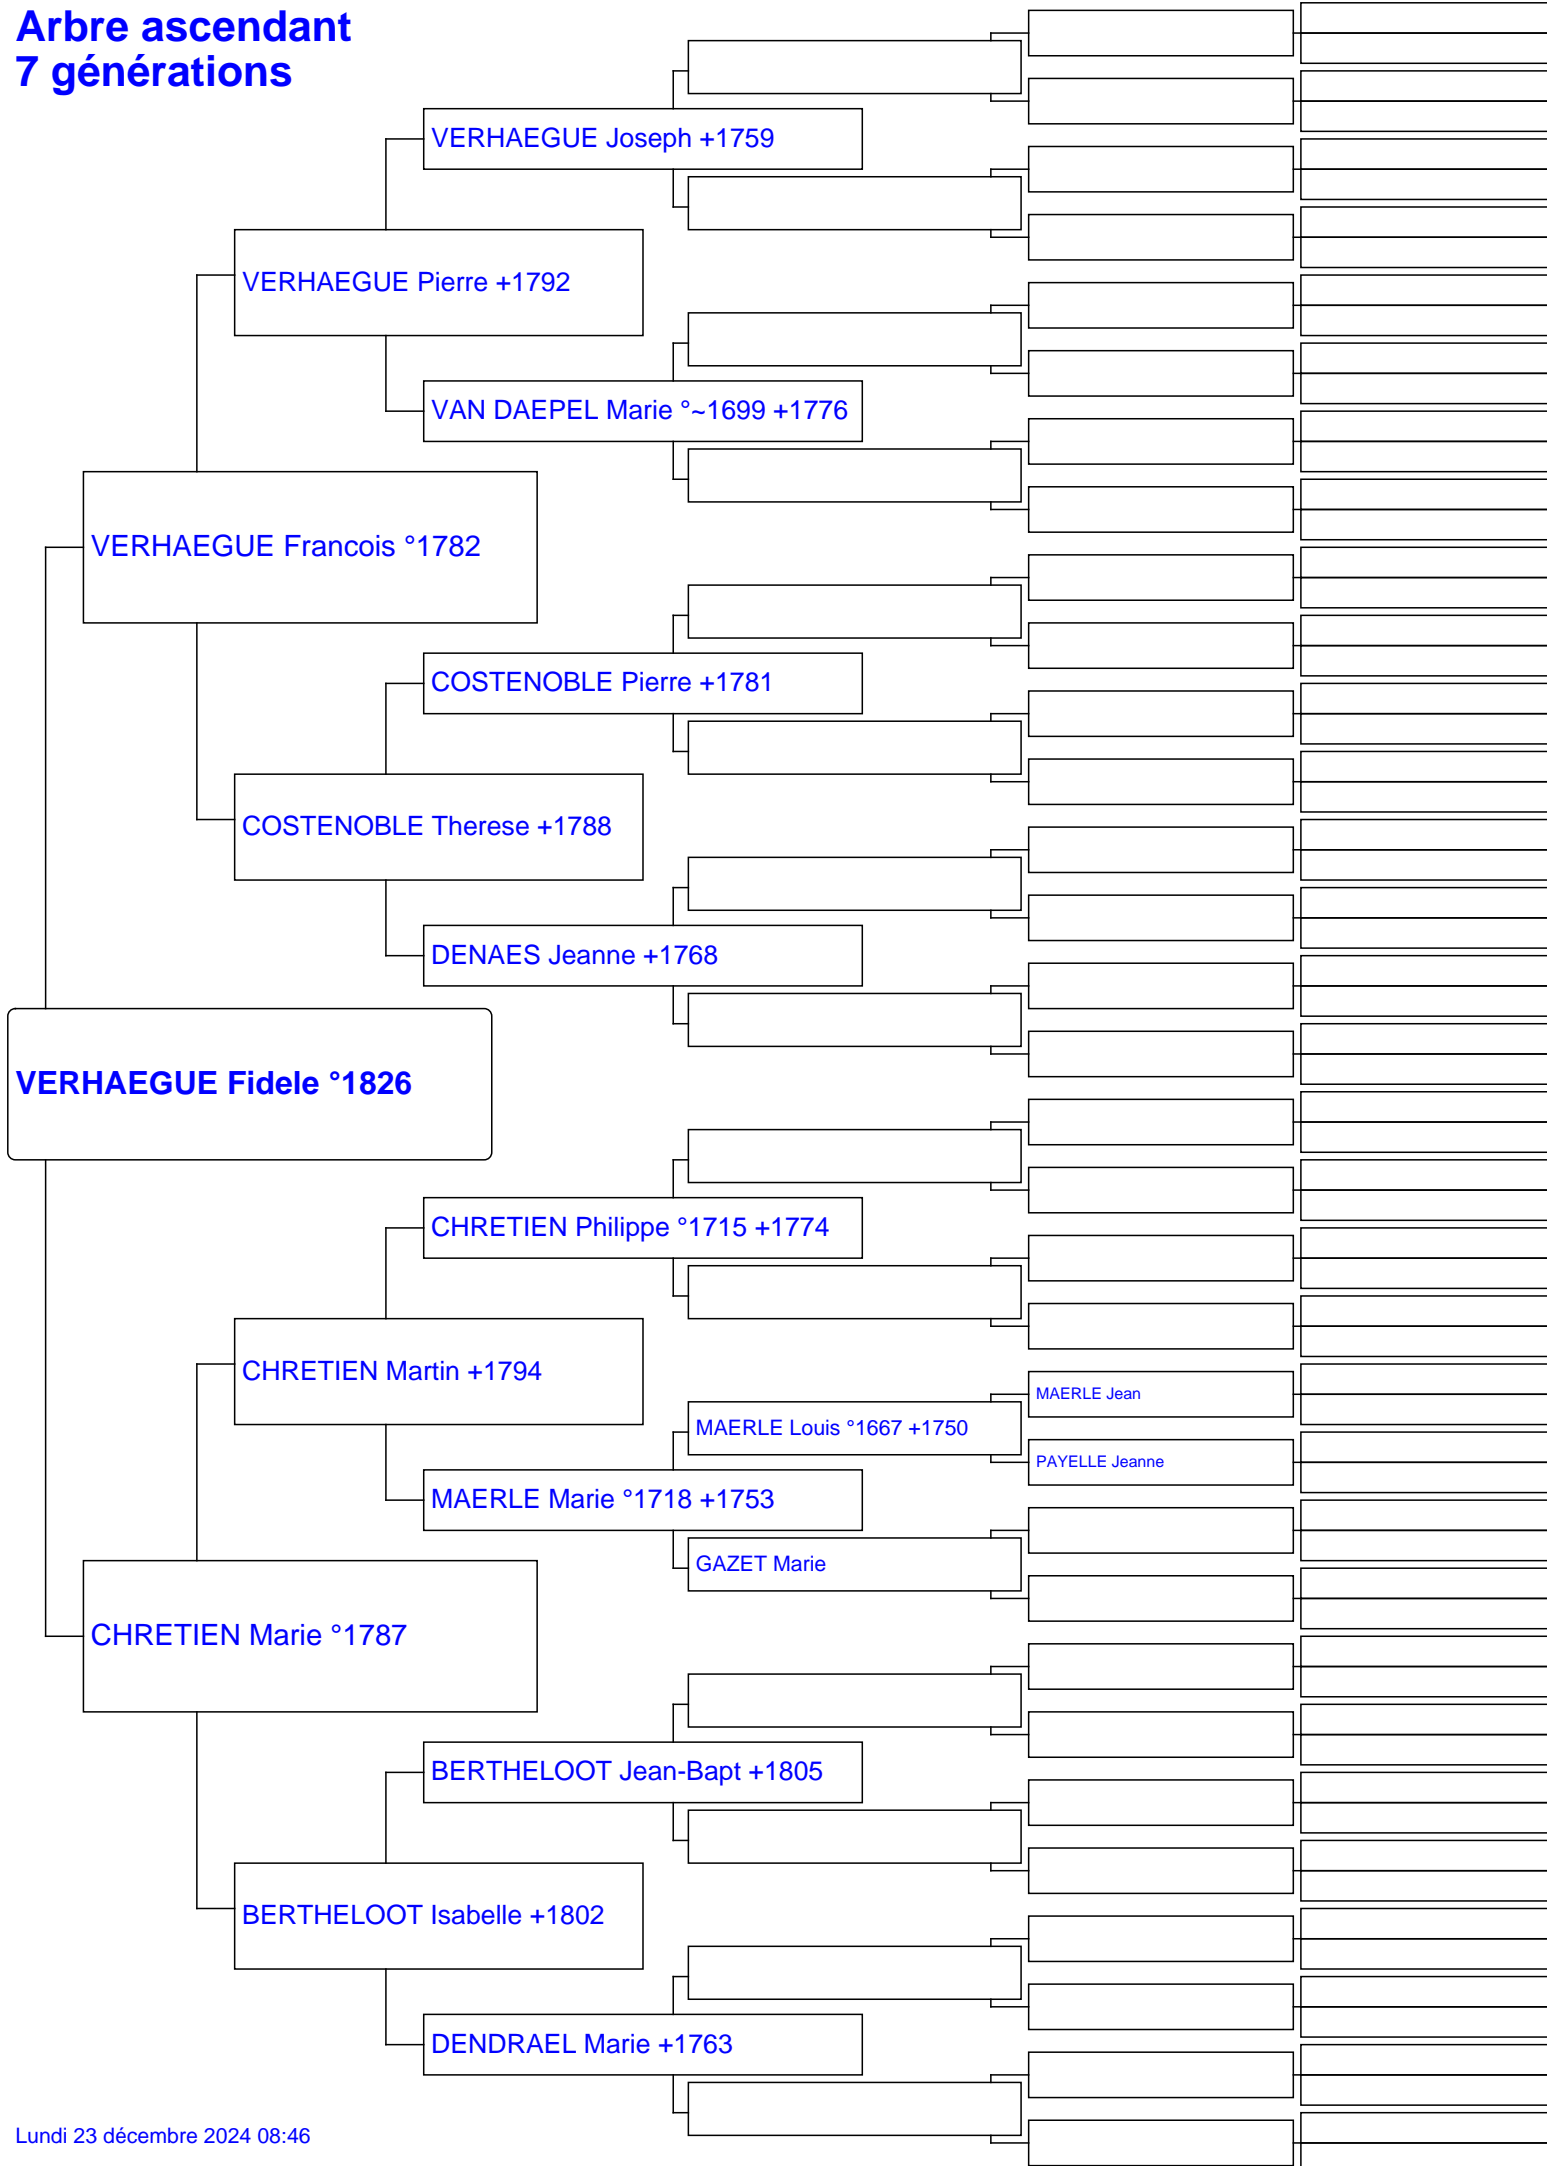 Arbre ascendant
7 générations
VERHAEGUE Joseph +1759
VERHAEGUE Pierre +1792
VAN DAEPEL Marie °~1699 +1776
VERHAEGUE Francois °1782
COSTENOBLE Pierre +1781
COSTENOBLE Therese +1788
DENAES Jeanne +1768
VERHAEGUE Fidele °1826
CHRETIEN Philippe °1715 +1774
CHRETIEN Martin +1794
MAERLE Jean
MAERLE Louis °1667 +1750
PAYELLE Jeanne
MAERLE Marie °1718 +1753
GAZET Marie
CHRETIEN Marie °1787
BERTHELOOT Jean-Bapt +1805
BERTHELOOT Isabelle +1802
DENDRAEL Marie +1763
Lundi 23 décembre 2024 08:46